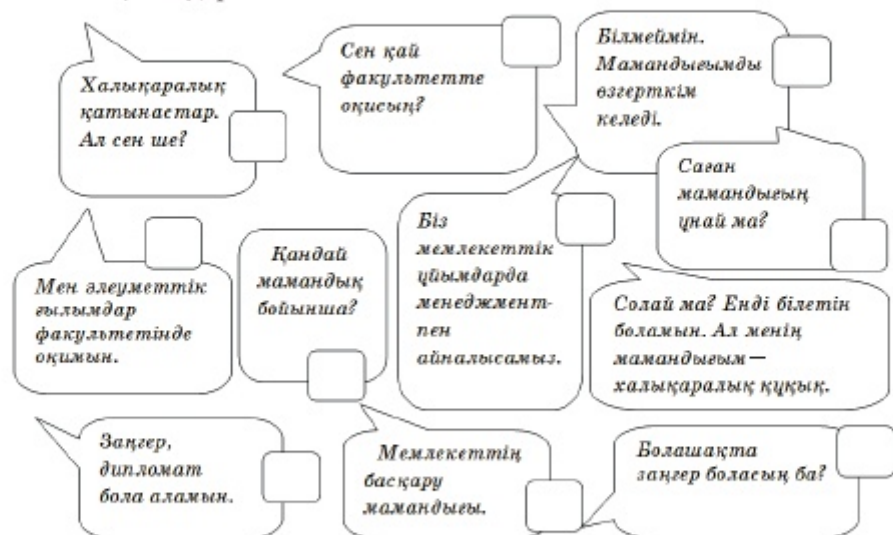 Халықаралық
қатынастар.
Ал сен ше?
Сен қай
факультетте
оқисың?
Білмеймін.
Мамандығымды
өзгерткім
келеді.
Саған
мамандығың
ұнай ма?
Мен әлеуметтік
ғылымдар
факультетінде
оқимын.
Қандай
мамандық
бойынша?
Біз
мемлекеттік
ұйымдарда
менеджмент-
пен
айналысамыз.
Солай ма? Енді білетін
боламын. Ал менің
мамандығым —
халықаралық құқық.
Заңгер,
дипломат
бола аламын.
Мемлекеттің
басқару
мамандығы.
Болашақта
заңгер боласың ба?